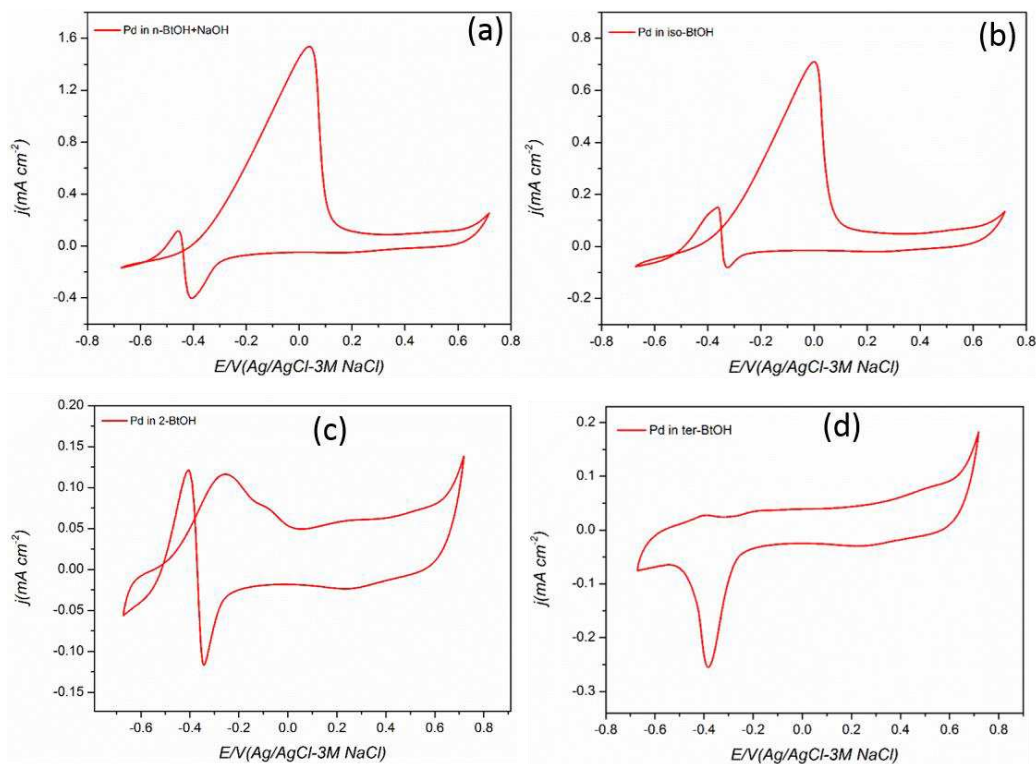 Pd in n-BtOH+NaOH
(a)
1.6
1.2
0.8
0.4
0.0
-0.4
-0.8 -0.6 -0.4 -0.2 0.0 0.2 0.4 0.6 0.8
j(mA cm-2)
E/V(Ag/AgCl-3M NaCl)
Pd in iso-BtOH
(b)
0.8
0.6
0.4
0.2
0.0
-0.2
-0.8 -0.6 -0.4 -0.2 0.0 0.2 0.4 0.6 0.8
j(mA cm-2)
E/V(Ag/AgCl-3M NaCl)
Pd in 2-BtOH
(c)
0.20
0.15
0.10
0.05
0.00
-0.05
-0.10
-0.15
-0.6 -0.4 -0.2 0.0 0.2 0.4 0.6 0.8
j(mA cm-2)
E/V(Ag/AgCl-3M NaCl)
Pd in ter-BtOH
(d)
0.2
0.1
0.0
-0.1
-0.2
-0.3
-0.8 -0.6 -0.4 -0.2 0.0 0.2 0.4 0.6 0.8
j(mA cm-2)
E/V(Ag/AgCl-3M NaCl)